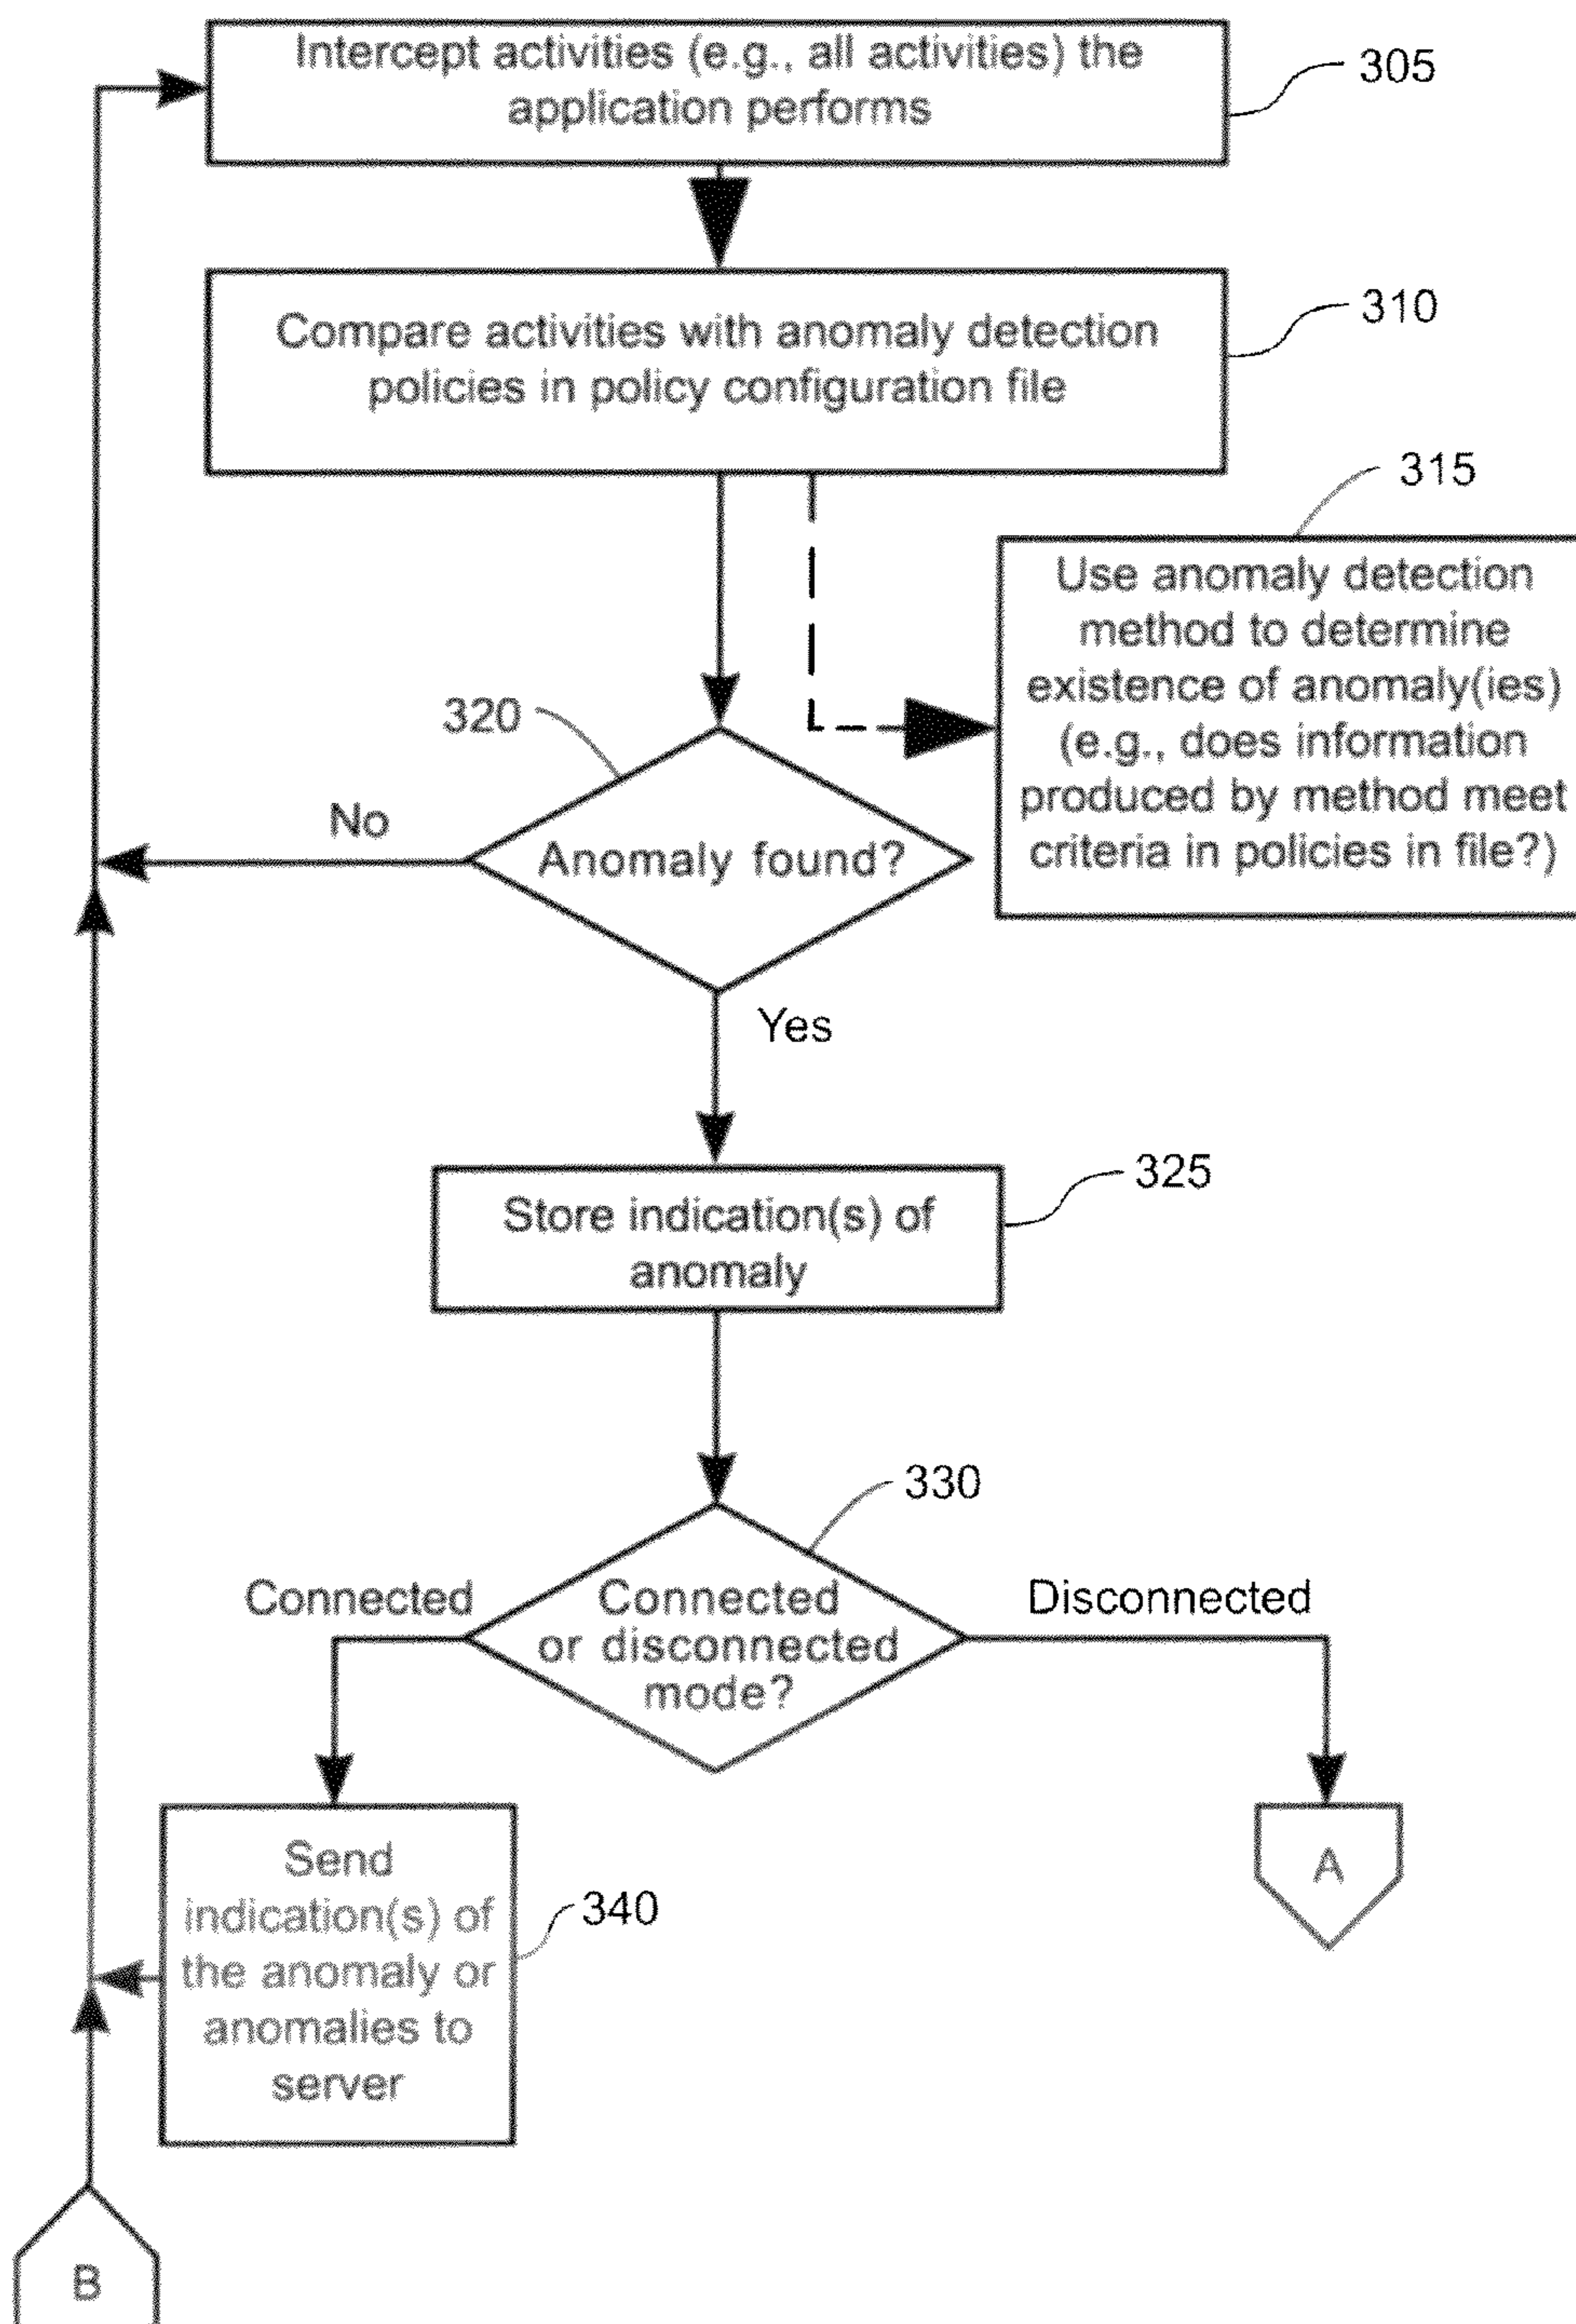 Intercept activities (e.g., all activities) the
application performs
305
Compare activities with anomaly detection
policies in policy configuration file
310
315
Use anomaly detection
method to determine
existence of anomaly(ies)
(e.g., does information
produced by method meet
criteria in policies in file?)
320
No
Anomaly found?
Yes
325
Store indication(s) of
anomaly
330
Connected
Connected
or disconnected
mode?
Disconnected
Send
indication(s) of
the anomaly or
anomalies to
server
340
A
B